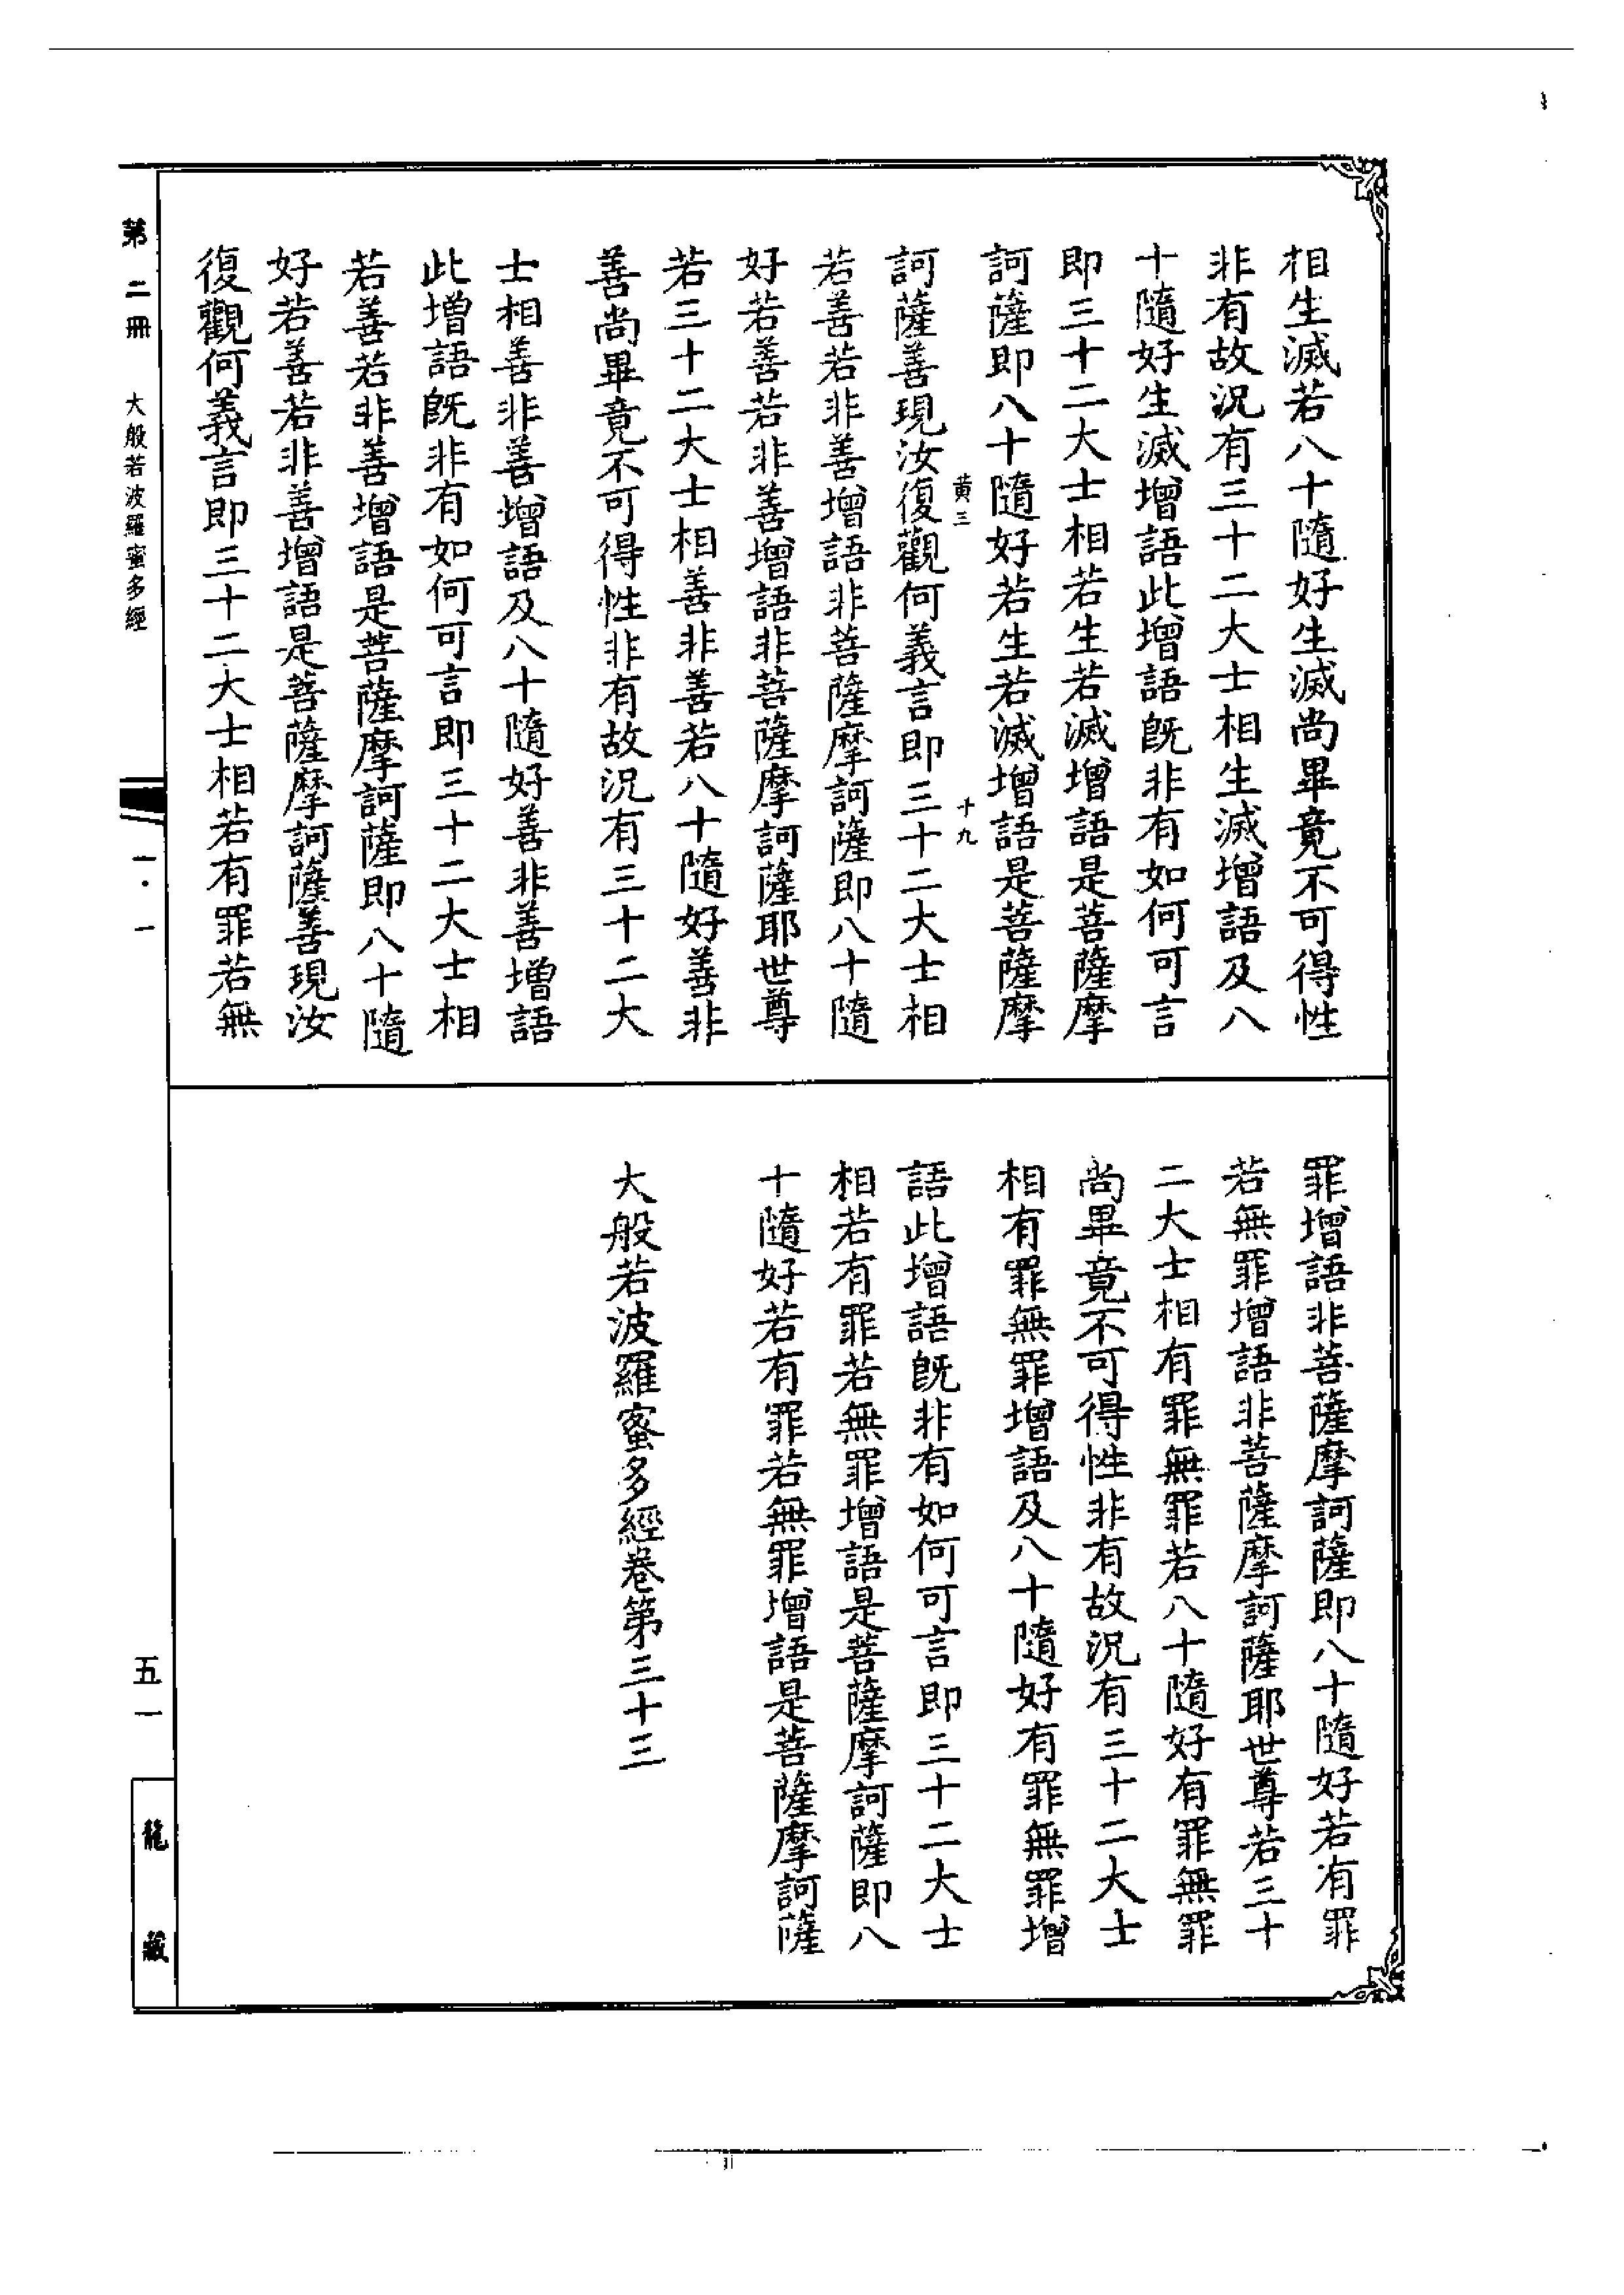 相生滅若八十隨好生滅尚畢竟不可得性
非有故況有三十二大士相生滅增語及八
十隨好生滅增語此增語旣非有如何可言
即三十二大士相若生若滅增語是菩薩摩
訶薩即八十隨好若生若滅增語是菩薩摩
黃三 十九
訶薩善現汝復觀何義言即三十二大士相
若善若非善增語非菩薩摩訶薩即八十隨
好若善若非善增語非菩薩摩訶薩耶世尊
若三十二大士相善非善若八十隨好善非
善尚畢竟不可得性非有故況有三十二大
士相善非善增語及八十隨好善非善增語
此增語旣非有如何可言即三十二大士相
若善若非善增語是菩薩摩訶薩即八十隨
好若善若非善增語是菩薩摩訶薩善現汝
復觀何義言即三十二大士相若有罪若無
罪增語非菩薩摩訶薩即八十隨好若有罪
若無罪增語非菩薩摩訶薩耶世尊若三十
二大士相有罪無罪若八十隨好有罪無罪
尚畢竟不可得性非有故況有三十二大士
相有罪無罪增語及八十隨好有罪無罪增
語此增語旣非有如何可言即三十二大士
相若有罪若無罪增語是菩薩摩訶薩即八
十隨好若有罪若無罪增語是菩薩摩訶薩
大般若波羅蜜多經卷第三十三
第二冊 大般若波羅蜜多經 一·一 五一 龍藏